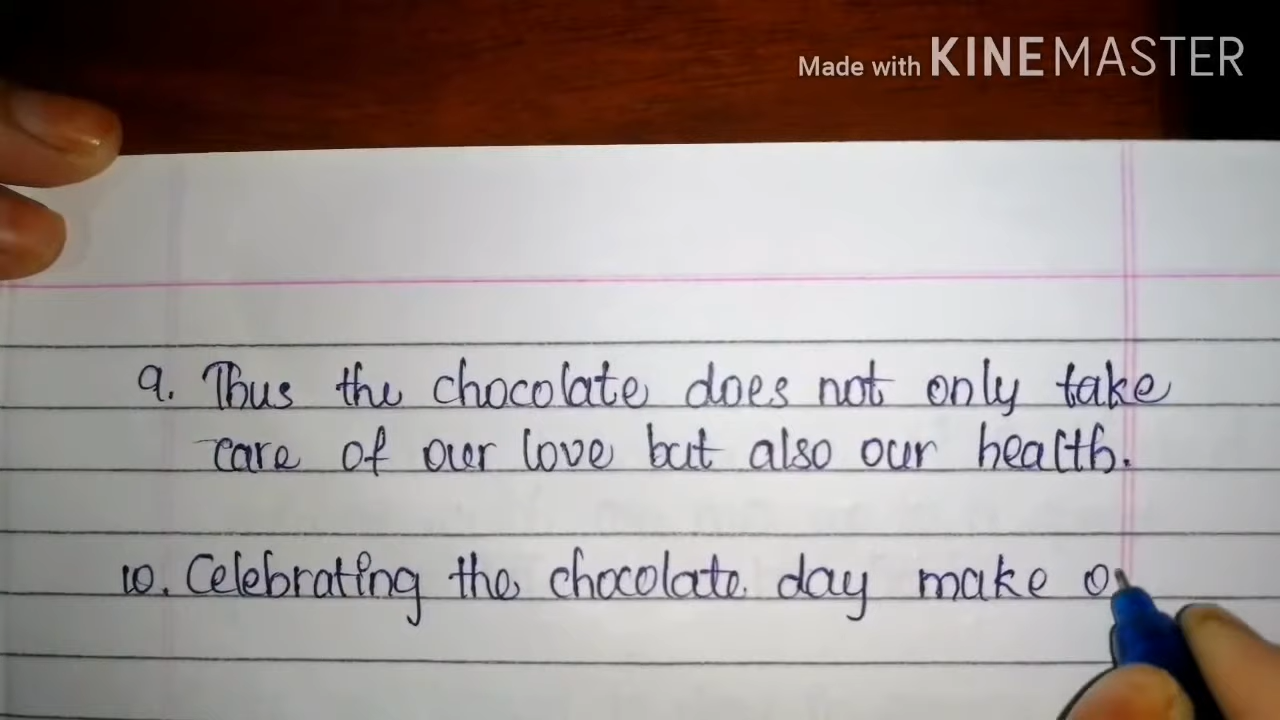 Made with KINEMASTER
9. Thus the chocolate does not only take
care of our love but also our health.
10. Celebrating the chocolate day make o